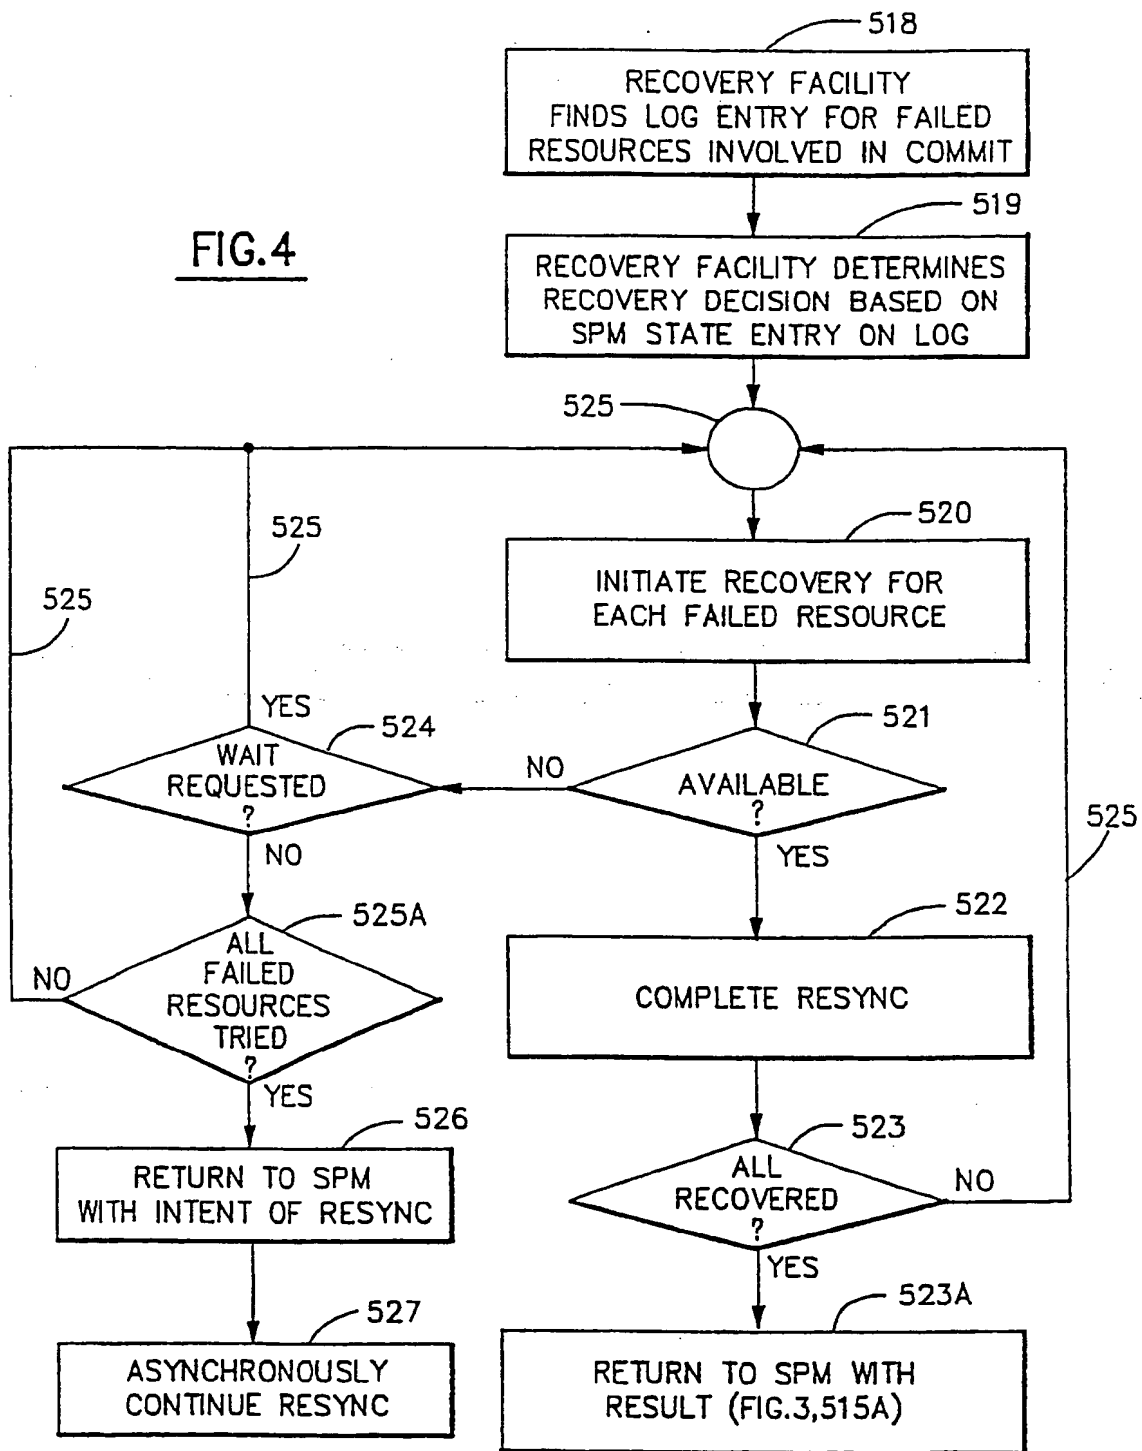 518
RECOVERY FACILITY
FINDS LOG ENTRY FOR FAILED
RESOURCES INVOLVED IN COMMIT
519
FIG.4
RECOVERY FACILITY DETERMINES
RECOVERY DECISION BASED ON
SPM STATE ENTRY ON LOG
525
520
525
INITIATE RECOVERY FOR
EACH FAILED RESOURCE
525
YES
524
521
WAIT
REQUESTED
?
NO
AVAILABLE
?
525
NO
YES
525A
522
ALL
FAILED
RESOURCES
TRIED
?
NO
COMPLETE RESYNC
YES
526
523
RETURN TO SPM
WITH INTENT OF RESYNC
ALL
RECOVERED
?
NO
YES
527
523A
ASYNCHRONOUSLY
CONTINUE RESYNC
RETURN TO SPM WITH
RESULT (FIG.3,515A)